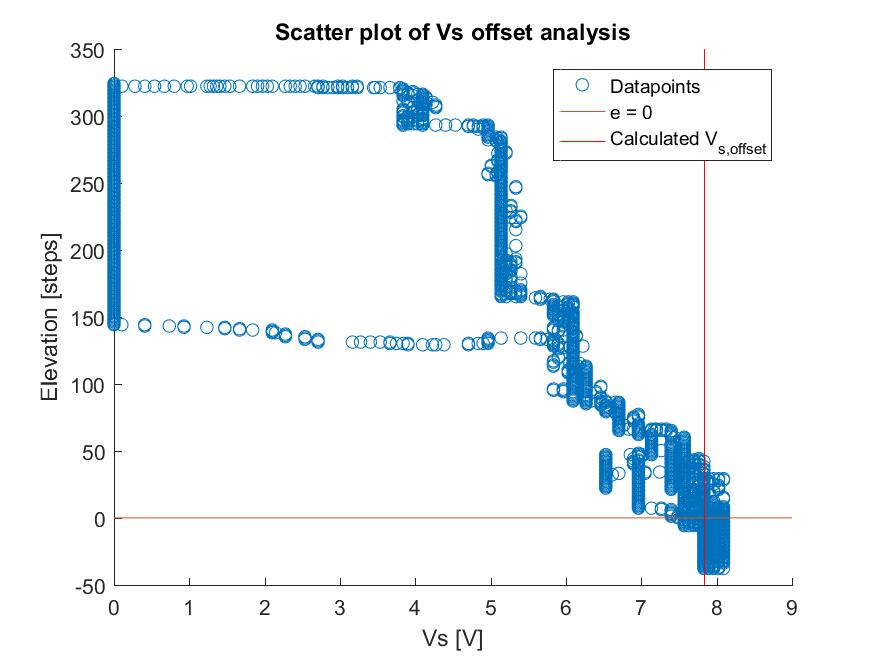 Scatter plot of Vs offset analysis
350
300
250
200
150
100
50
0
-50
Elevation [steps]
Datapoints
e = 0
Calculated V_s,offset
0 1 2 3 4 5 6 7 8 9
Vs [V]